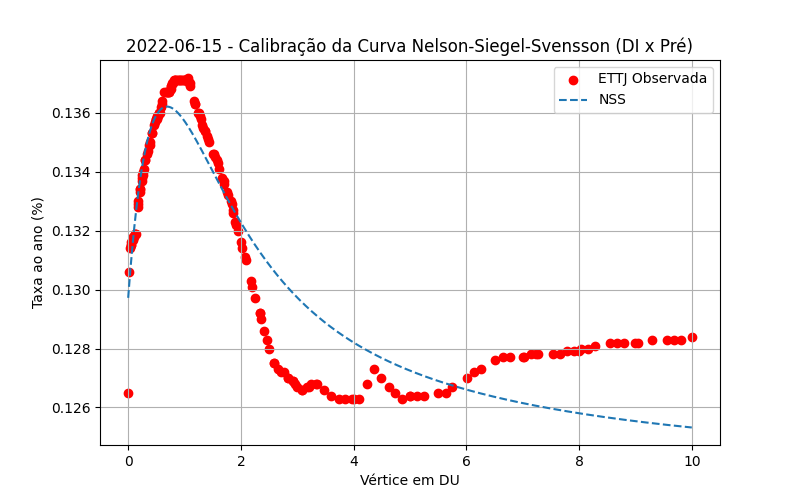 2022-06-15 - Calibração da Curva Nelson-Siegel-Svensson (DI x Pré)
ETTJ Observada
NSS
Taxa ao ano (%)
0.136
0.134
0.132
0.130
0.128
0.126
0 2 4 6 8 10
Vértice em DU